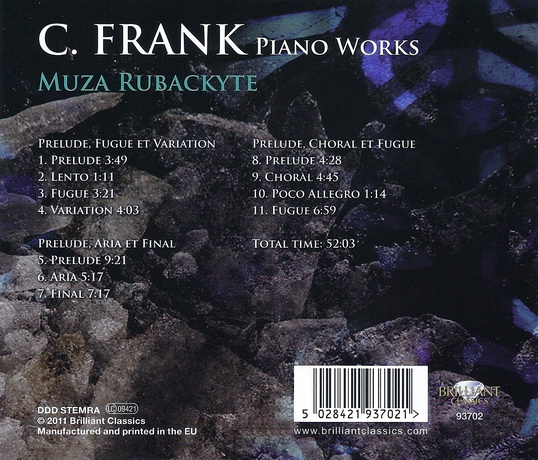 C. FRANK PIANO WORKS
MUZA RUBACKYTE
PRELUDE, FUGUE ET VARIATION
1. PRELUDE 3:49
2. LENTO 1:11
3. FUGUE 3:21
4. VARIATION 4:03
PRELUDE, ARIA ET FINAL
5. PRELUDE 9:21
6. ARIA 5:17
7. FINAL 7:17
PRELUDE, CHORAL ET FUGUE
8. PRELUDE 4:28
9. CHORAL 4:45
10. POCO ALLEGRO 1:14
11. FUGUE 6:59
TOTAL TIME: 52:03
DDD STEMRA LC 09421
© 2011 Brilliant Classics
Manufactured and printed in the EU
5 028421 937021
www.brilliantclassics.com
BRILLIANT
CLASSICS
93702